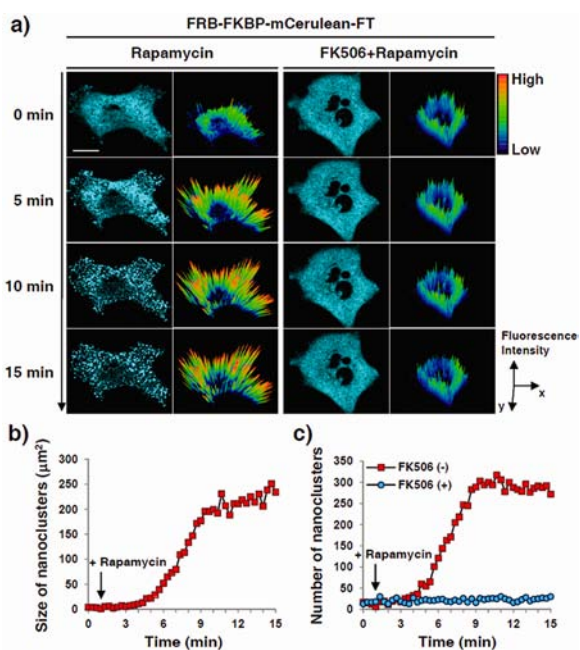 a)
FRB-FKBP-mCerulean-FT
Rapamycin
FK506+Rapamycin
0 min
High
Low
5 min
10 min
15 min
Fluorescence
Intensity
x
y
b)
Size of nanoclusters (μm²)
300
250
200
150
100
50
0
+ Rapamycin
0 3 6 9 12 15
Time (min)
c)
Number of nanoclusters
350
300
250
200
150
100
50
0
FK506 (-)
FK506 (+)
+ Rapamycin
0 3 6 9 12 15
Time (min)